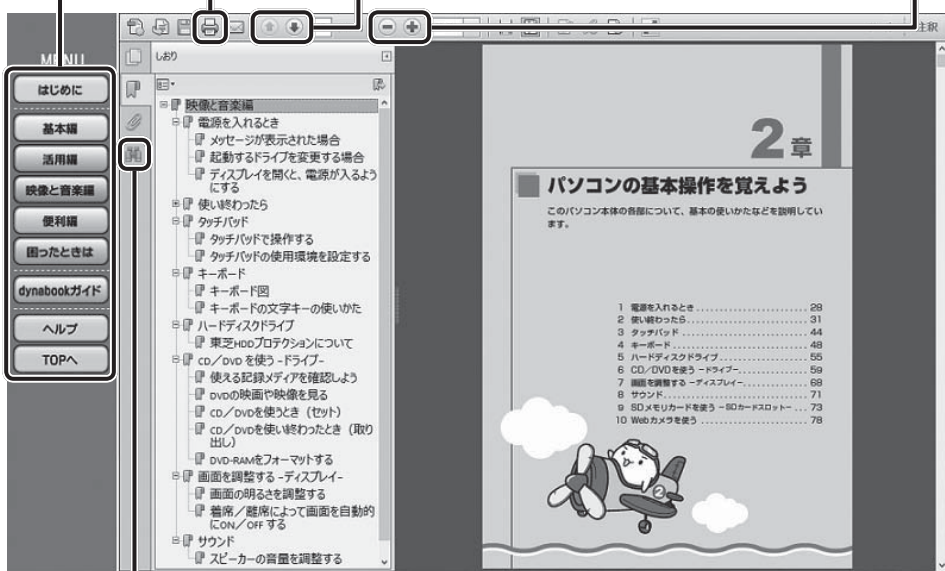 注釈
MENU
はじめに
基本編
活用編
映像と音楽編
便利編
困ったときは
dynabookガイド
ヘルプ
TOPへ
しおり
映像と音楽編
電源を入れるとき
メッセージが表示された場合
起動するドライブを変更する場合
ディスプレイを開くと、電源が入るよう
にする
使い終わったら
タッチパッド
タッチパッドで操作する
タッチパッドの使用環境を設定する
キーボード
キーボード図
キーボードの文字キーの使いかた
ハードディスクドライブ
東芝HDDプロテクションについて
CD/DVDを使う -ドライブ-
使える記録メディアを確認しよう
DVDの映画や映像を見る
CD/DVDを使うとき（セット）
CD/DVDを使い終わったとき（取り
出し）
DVD-RAMをフォーマットする
画面を調整する -ディスプレイ-
画面の明るさを調整する
着席/離席によって画面を自動的
にON/OFFする
サウンド
スピーカーの音量を調整する
2章
パソコンの基本操作を覚えよう
このパソコン本体の各部について、基本の使いかたなどを説明してい
ます。
1 電源を入れるとき ........................ 28
2 使い終わったら ........................ 31
3 タッチパッド ........................ 44
4 キーボード ........................ 48
5 ハードディスクドライブ ........................ 55
6 CD/DVDを使う -ドライブ- ........................ 59
7 画面を調整する -ディスプレイ- ........................ 68
8 サウンド ........................ 71
9 SDメモリカードを使う -SDカードスロット- ... 73
10 Webカメラを使う ........................ 78
2